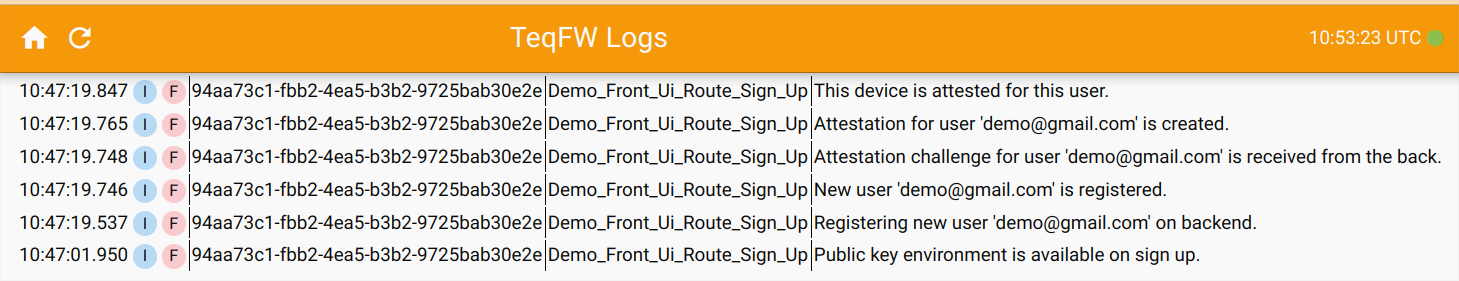 TeqFW Logs 10:53:23 UTC
10:47:19.847 I F 94aa73c1-fbb2-4ea5-b3b2-9725bab30e2e Demo_Front_Ui_Route_Sign_Up This device is attested for this user.
10:47:19.765 I F 94aa73c1-fbb2-4ea5-b3b2-9725bab30e2e Demo_Front_Ui_Route_Sign_Up Attestation for user 'demo@gmail.com' is created.
10:47:19.748 I F 94aa73c1-fbb2-4ea5-b3b2-9725bab30e2e Demo_Front_Ui_Route_Sign_Up Attestation challenge for user 'demo@gmail.com' is received from the back.
10:47:19.746 I F 94aa73c1-fbb2-4ea5-b3b2-9725bab30e2e Demo_Front_Ui_Route_Sign_Up New user 'demo@gmail.com' is registered.
10:47:19.537 I F 94aa73c1-fbb2-4ea5-b3b2-9725bab30e2e Demo_Front_Ui_Route_Sign_Up Registering new user 'demo@gmail.com' on backend.
10:47:01.950 I F 94aa73c1-fbb2-4ea5-b3b2-9725bab30e2e Demo_Front_Ui_Route_Sign_Up Public key environment is available on sign up.